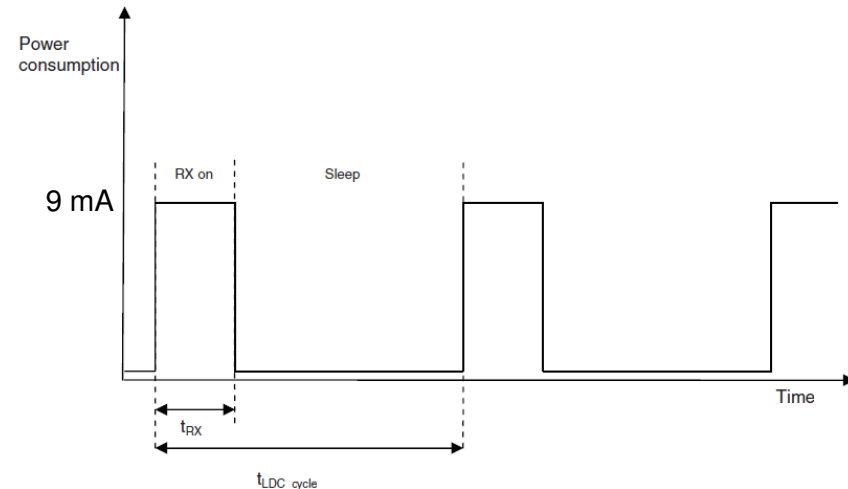 Power
consumption
RX on
Sleep
9 mA
Time
tRX
tLDC cycle